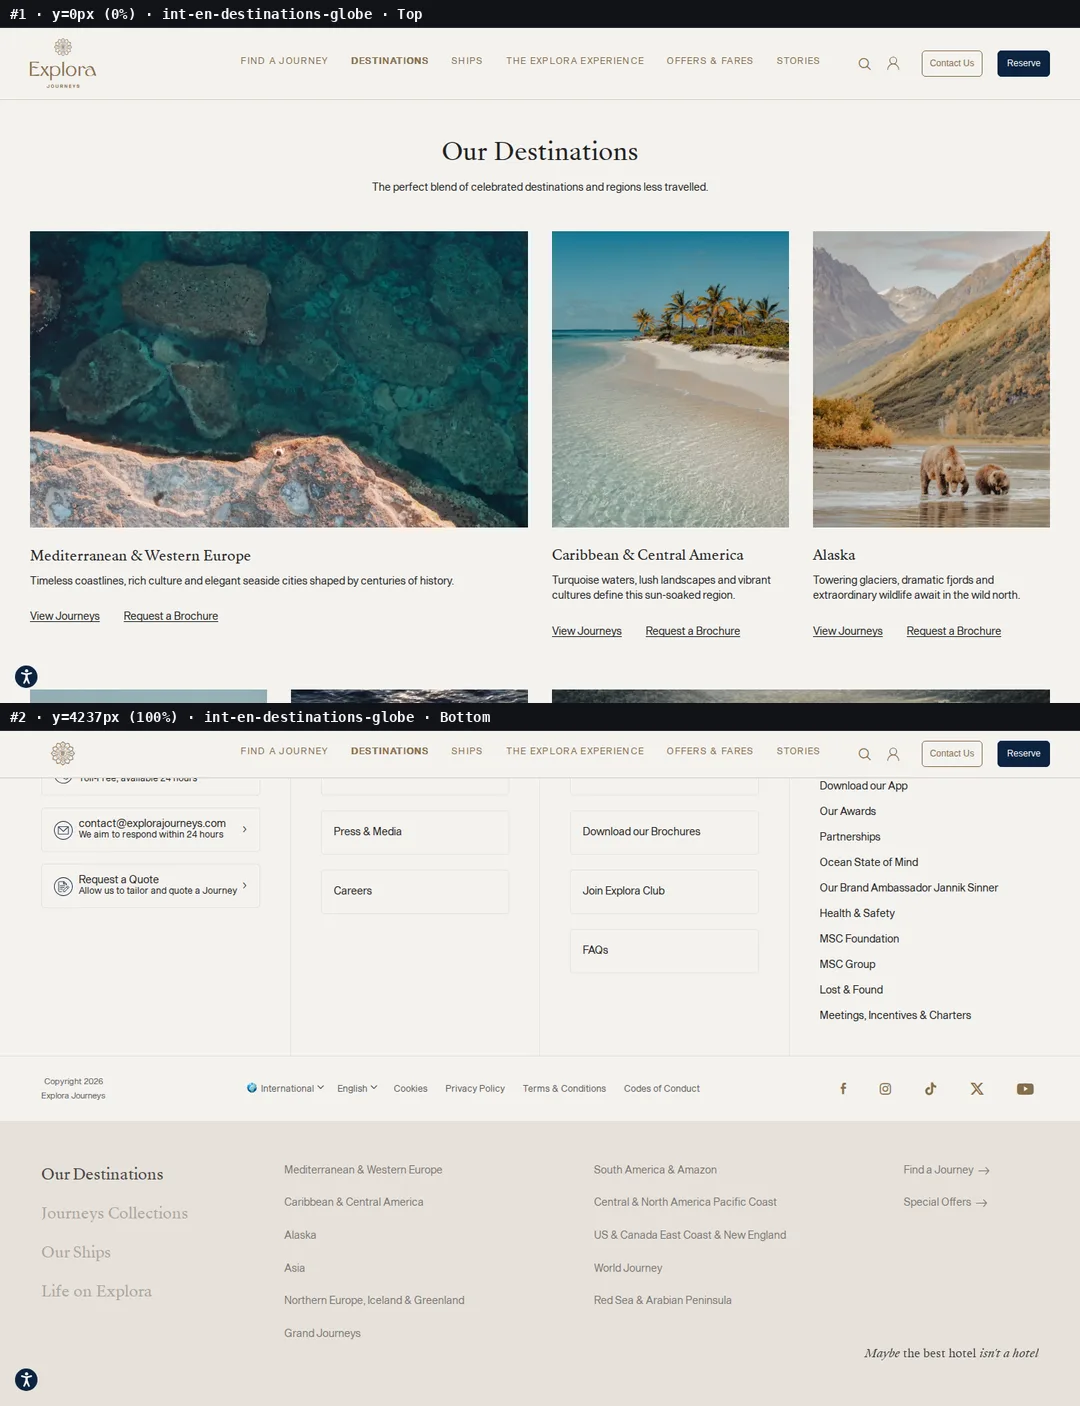 #1 · y=0px (0%) · int-en-destinations-globe · Top
Explora
JOURNEYS
FIND A JOURNEY
DESTINATIONS
SHIPS
THE EXPLORA EXPERIENCE
OFFERS & FARES
STORIES
Contact Us
Reserve
Our Destinations
The perfect blend of celebrated destinations and regions less travelled.
Mediterranean & Western Europe
Timeless coastlines, rich culture and elegant seaside cities shaped by centuries of history.
View Journeys
Request a Brochure
Caribbean & Central America
Turquoise waters, lush landscapes and vibrant
cultures define this sun-soaked region.
View Journeys
Request a Brochure
Alaska
Towering glaciers, dramatic fjords and
extraordinary wildlife await in the wild north.
View Journeys
Request a Brochure
#2 · y=4237px (100%) · int-en-destinations-globe · Bottom
FIND A JOURNEY
DESTINATIONS
SHIPS
THE EXPLORA EXPERIENCE
OFFERS & FARES
STORIES
Contact Us
Reserve
Toll-Free, available 24 hours
contact@explorajourneys.com
We aim to respond within 24 hours
Request a Quote
Allow us to tailor and quote a Journey
Press & Media
Careers
Download our Brochures
Join Explora Club
FAQs
Download our App
Our Awards
Partnerships
Ocean State of Mind
Our Brand Ambassador Jannik Sinner
Health & Safety
MSC Foundation
MSC Group
Lost & Found
Meetings, Incentives & Charters
Copyright 2026
Explora Journeys
International
English
Cookies
Privacy Policy
Terms & Conditions
Codes of Conduct
Our Destinations
Journeys Collections
Our Ships
Life on Explora
Mediterranean & Western Europe
Caribbean & Central America
Alaska
Asia
Northern Europe, Iceland & Greenland
Grand Journeys
South America & Amazon
Central & North America Pacific Coast
US & Canada East Coast & New England
World Journey
Red Sea & Arabian Peninsula
Find a Journey
Special Offers
Maybe the best hotel isn't a hotel